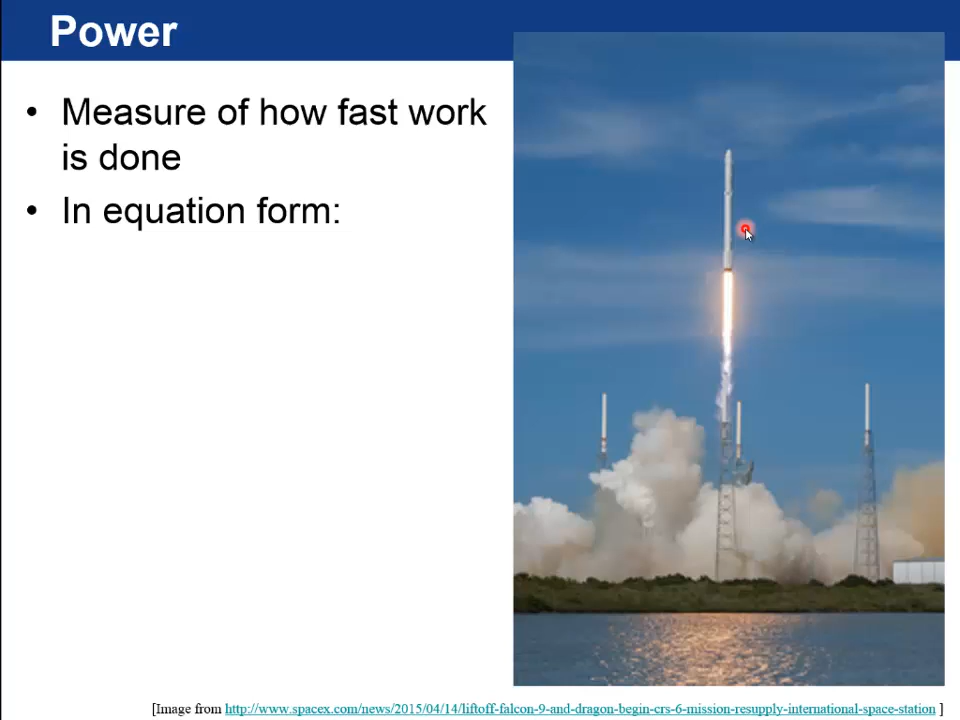 Power
• Measure of how fast work
is done
• In equation form:
[Image from http://www.spacex.com/news/2015/04/14/liftoff-falcon-9-and-dragon-begin-crs-6-mission-resupply-international-space-station ]